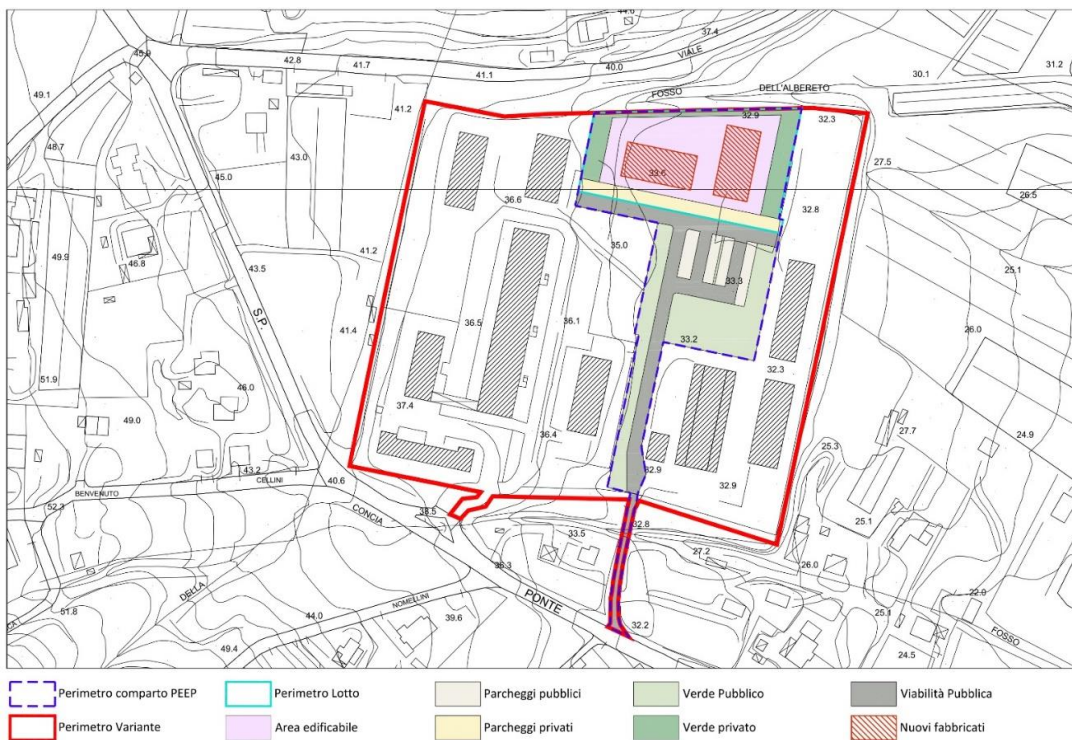 44.6
37.4
45.9
42.8
41.7
41.1
40.0
VIALE
30.1
31.2
49.1
41.2
FOSSO
DELL'ALBERETO
32.9
32.3
48.7
43.0
27.5
45.0
33.6
26.5
36.6
32.8
49.9
46.8
41.2
35.0
25.1
43.5
33.3
S.P.
41.4
36.5
36.1
26.0
33.2
51.9
46.0
32.3
37.4
49.0
36.4
27.7
24.9
25.3
43.2
CELLINI
32.9
BENVENUTO
40.6
32.9
52.3
38.5
CONCIA
32.8
25.1
33.5
27.2
26.0
36.3
DELLA
PONTE
NOMELLINI
22.0
51.8
44.0
39.6
32.2
25.1
FOSSO
CA
49.4
24.5
Perimetro comparto PEEP
Perimetro Lotto
Parcheggi pubblici
Verde Pubblico
Viabilità Pubblica
Perimetro Variante
Area edificabile
Parcheggi privati
Verde privato
Nuovi fabbricati